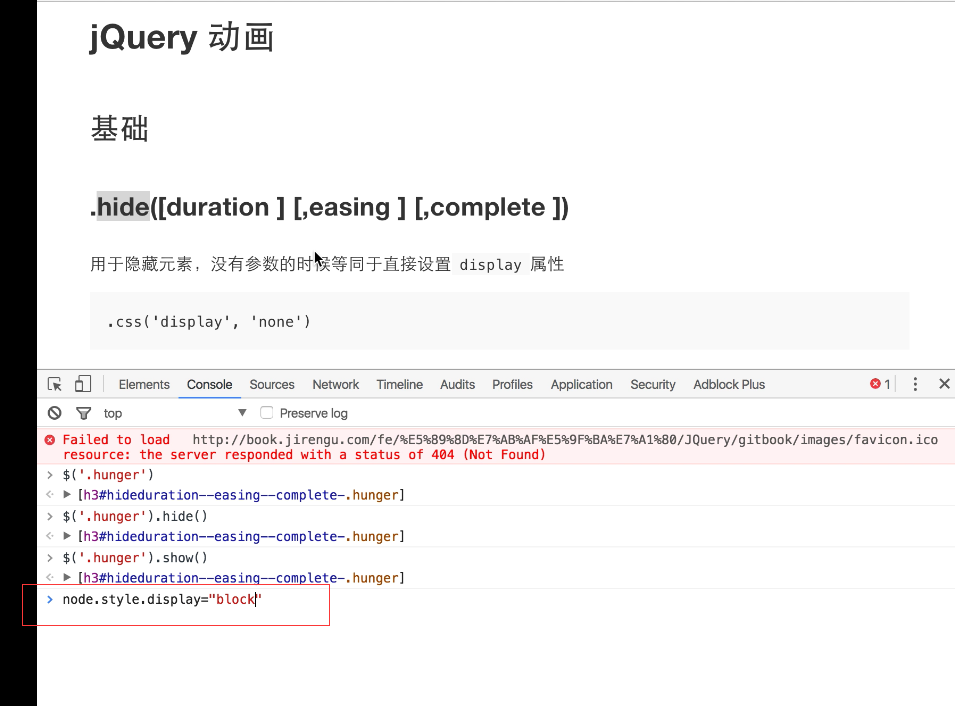 jQuery 动画
基础
.hide([duration ] [,easing ] [,complete ])
用于隐藏元素，没有参数的时候等同于直接设置 display 属性
.css('display', 'none')
Elements Console Sources Network Timeline Audits Profiles Application Security Adblock Plus 1
top Preserve log
Failed to load http://book.jirengu.com/fe/%E5%89%8D%E7%AB%AF%E5%9F%BA%E7%A1%80/JQuery/gitbook/images/favicon.ico
resource: the server responded with a status of 404 (Not Found)
> $('.hunger')
[h3#hideduration--easing--complete-.hunger]
> $('.hunger').hide()
[h3#hideduration--easing--complete-.hunger]
> $('.hunger').show()
[h3#hideduration--easing--complete-.hunger]
> node.style.display="block"